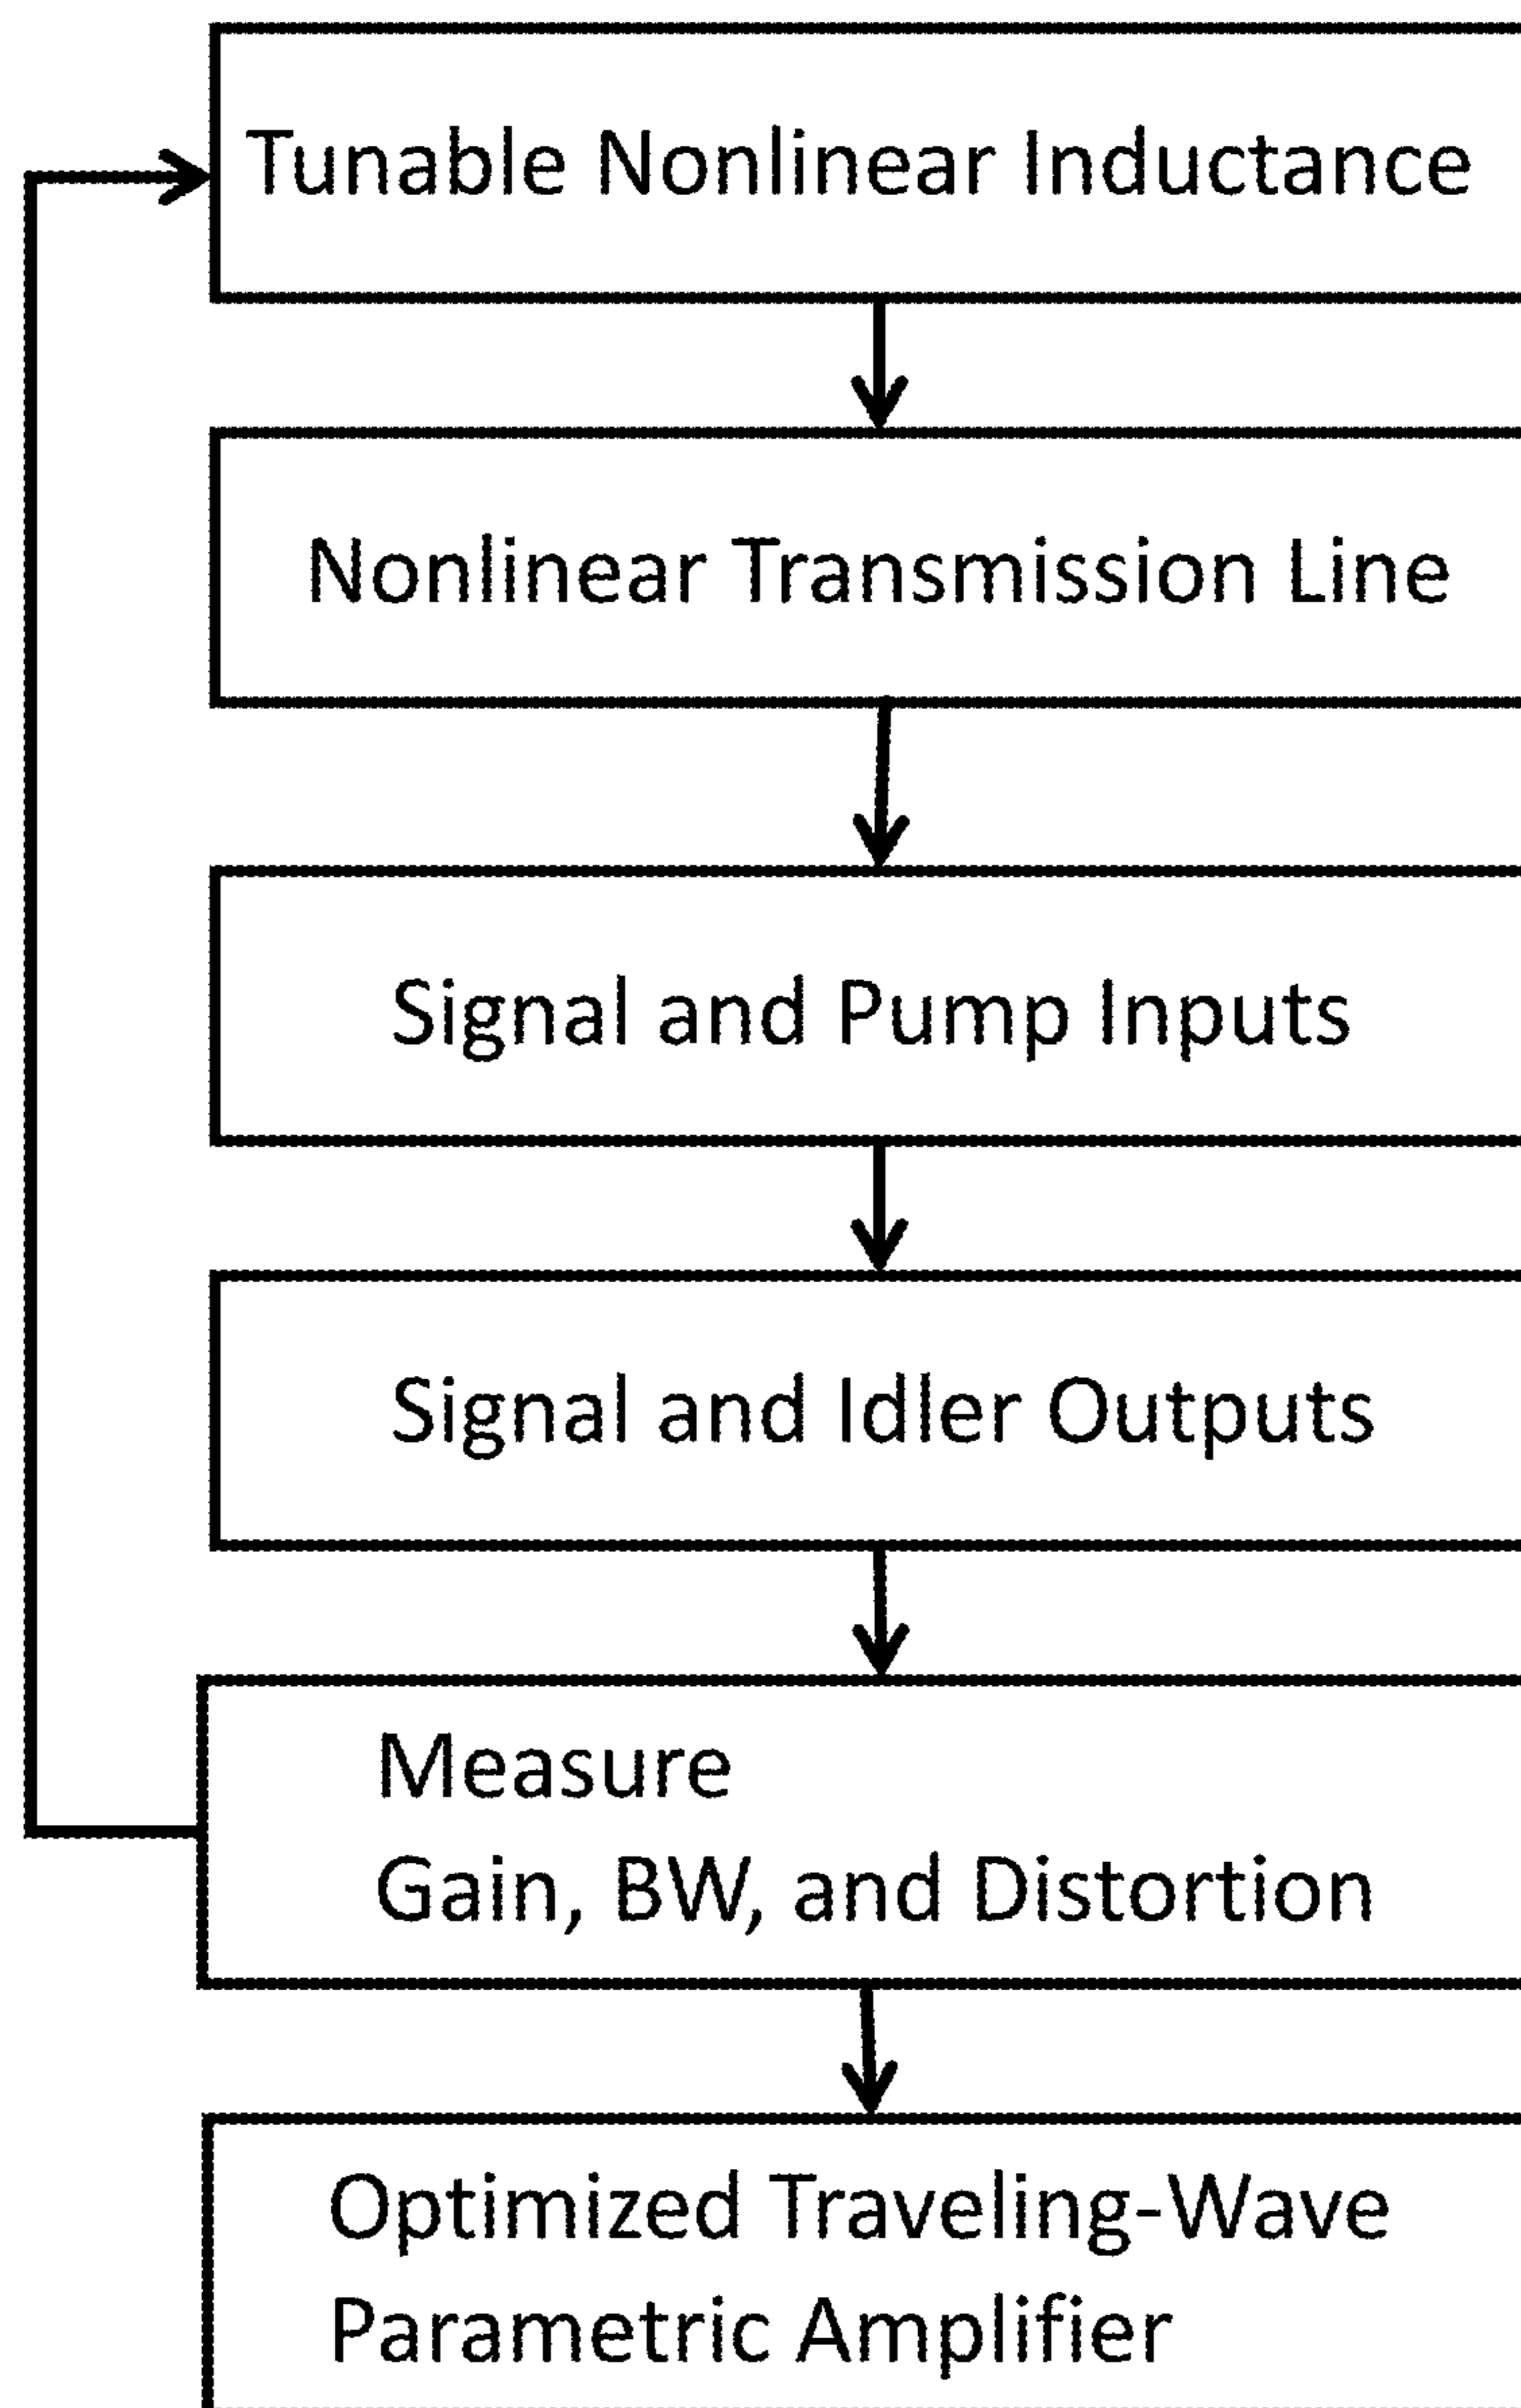 Tunable Nonlinear Inductance
Nonlinear Transmission Line
Signal and Pump Inputs
Signal and Idler Outputs
Measure
Gain, BW, and Distortion
Optimized Traveling-Wave
Parametric Amplifier